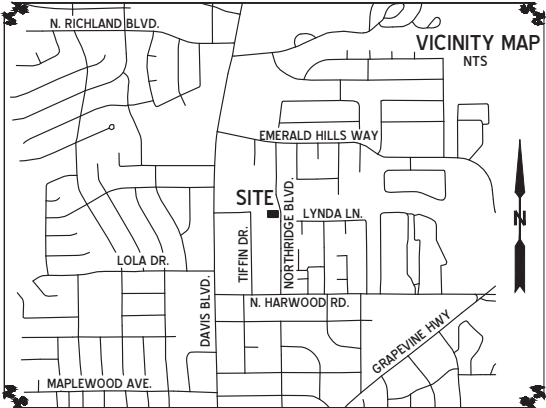 N. RICHLAND BLVD.
VICINITY MAP
NTS
EMERALD HILLS WAY
SITE
NORTHRIDGE BLVD.
LYNDA LN.
N
TIFFIN DR.
LOLA DR.
DAVIS BLVD.
N. HARWOOD RD.
GRAPEVINE HWY
MAPLEWOOD AVE.